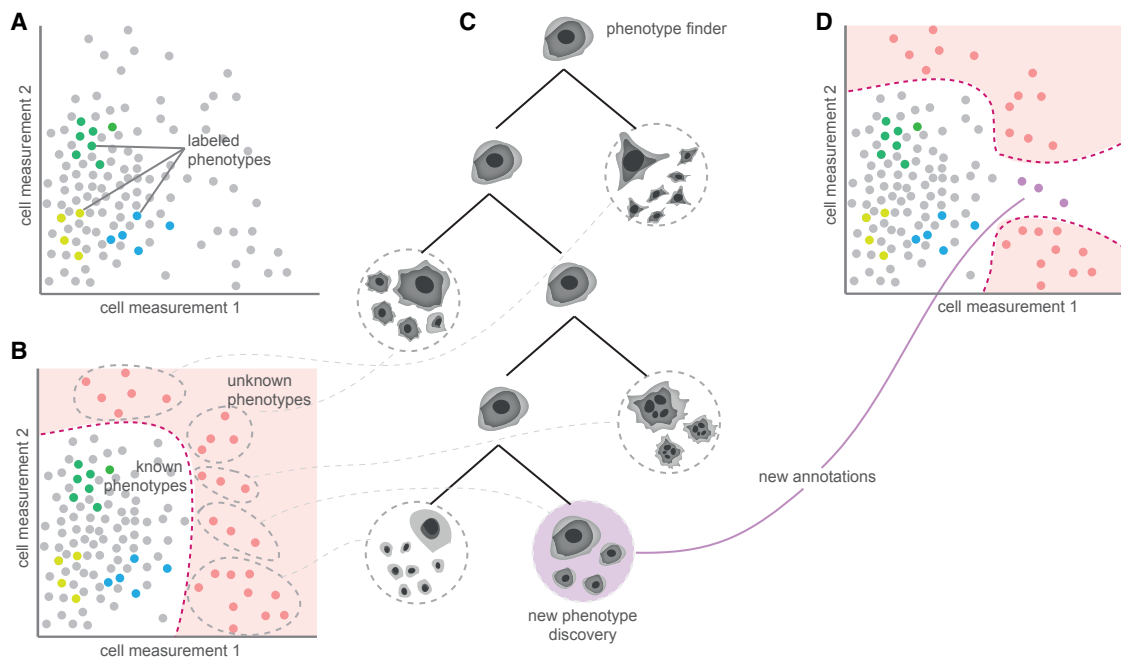 A
cell measurement 2
labeled
phenotypes
cell measurement 1
B
cell measurement 2
unknown
phenotypes
known
phenotypes
cell measurement 1
C
phenotype finder
new phenotype
discovery
new annotations
D
cell measurement 2
cell measurement 1